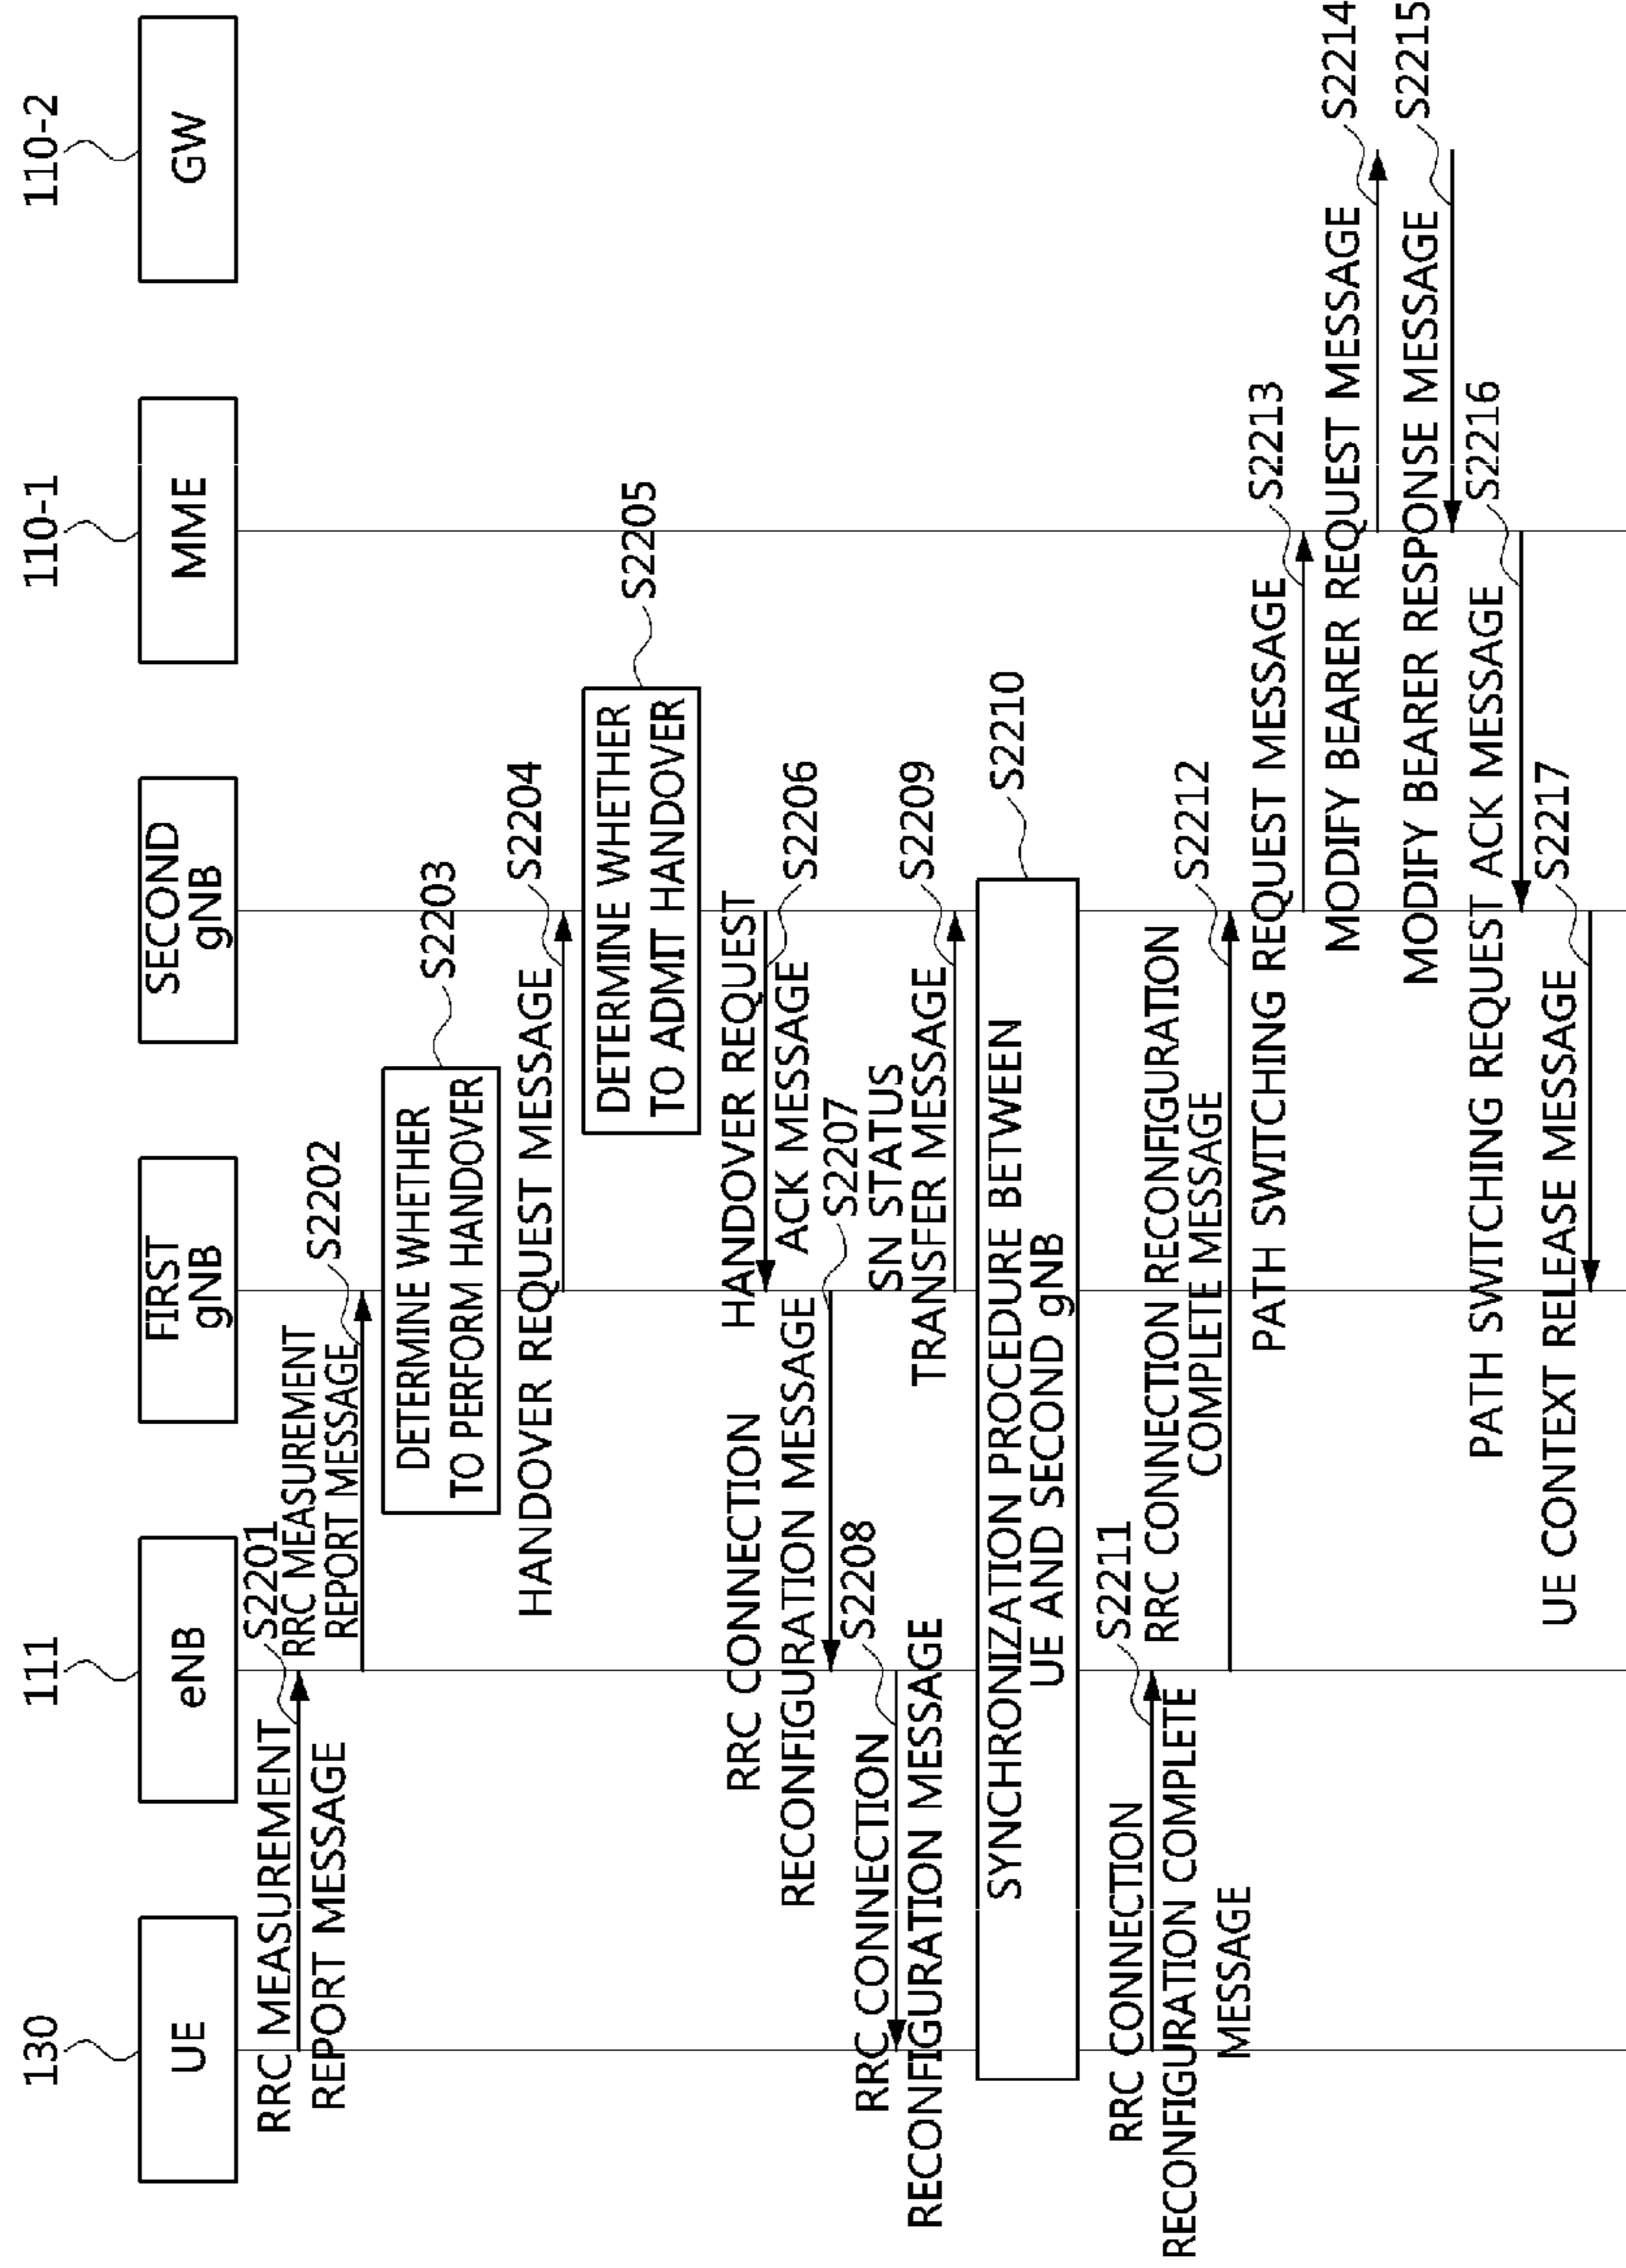 130
111
110-1
110-2
UE
eNB
FIRST
gNB
SECOND
gNB
MME
GW
S2201
RRC MEASUREMENT
REPORT MESSAGE
S2202
RRC MEASUREMENT
REPORT MESSAGE
S2203
DETERMINE WHETHER
TO PERFORM HANDOVER
S2204
HANDOVER REQUEST MESSAGE
S2205
DETERMINE WHETHER
TO ADMIT HANDOVER
HANDOVER REQUEST
S2206
ACK MESSAGE
RRC CONNECTION
S2207
RECONFIGURATION MESSAGE
S2208
RRC CONNECTION
RECONFIGURATION MESSAGE
SN STATUS
S2209
TRANSFER MESSAGE
S2210
SYNCHRONIZATION PROCEDURE BETWEEN
UE AND SECOND gNB
S2211
RRC CONNECTION
RECONFIGURATION COMPLETE
MESSAGE
RRC CONNECTION RECONFIGURATION
S2212
COMPLETE MESSAGE
S2213
PATH SWITCHING REQUEST MESSAGE
S2214
MODIFY BEARER REQUEST MESSAGE
S2215
MODIFY BEARER RESPONSE MESSAGE
S2216
PATH SWITCHING REQUEST ACK MESSAGE
S2217
UE CONTEXT RELEASE MESSAGE